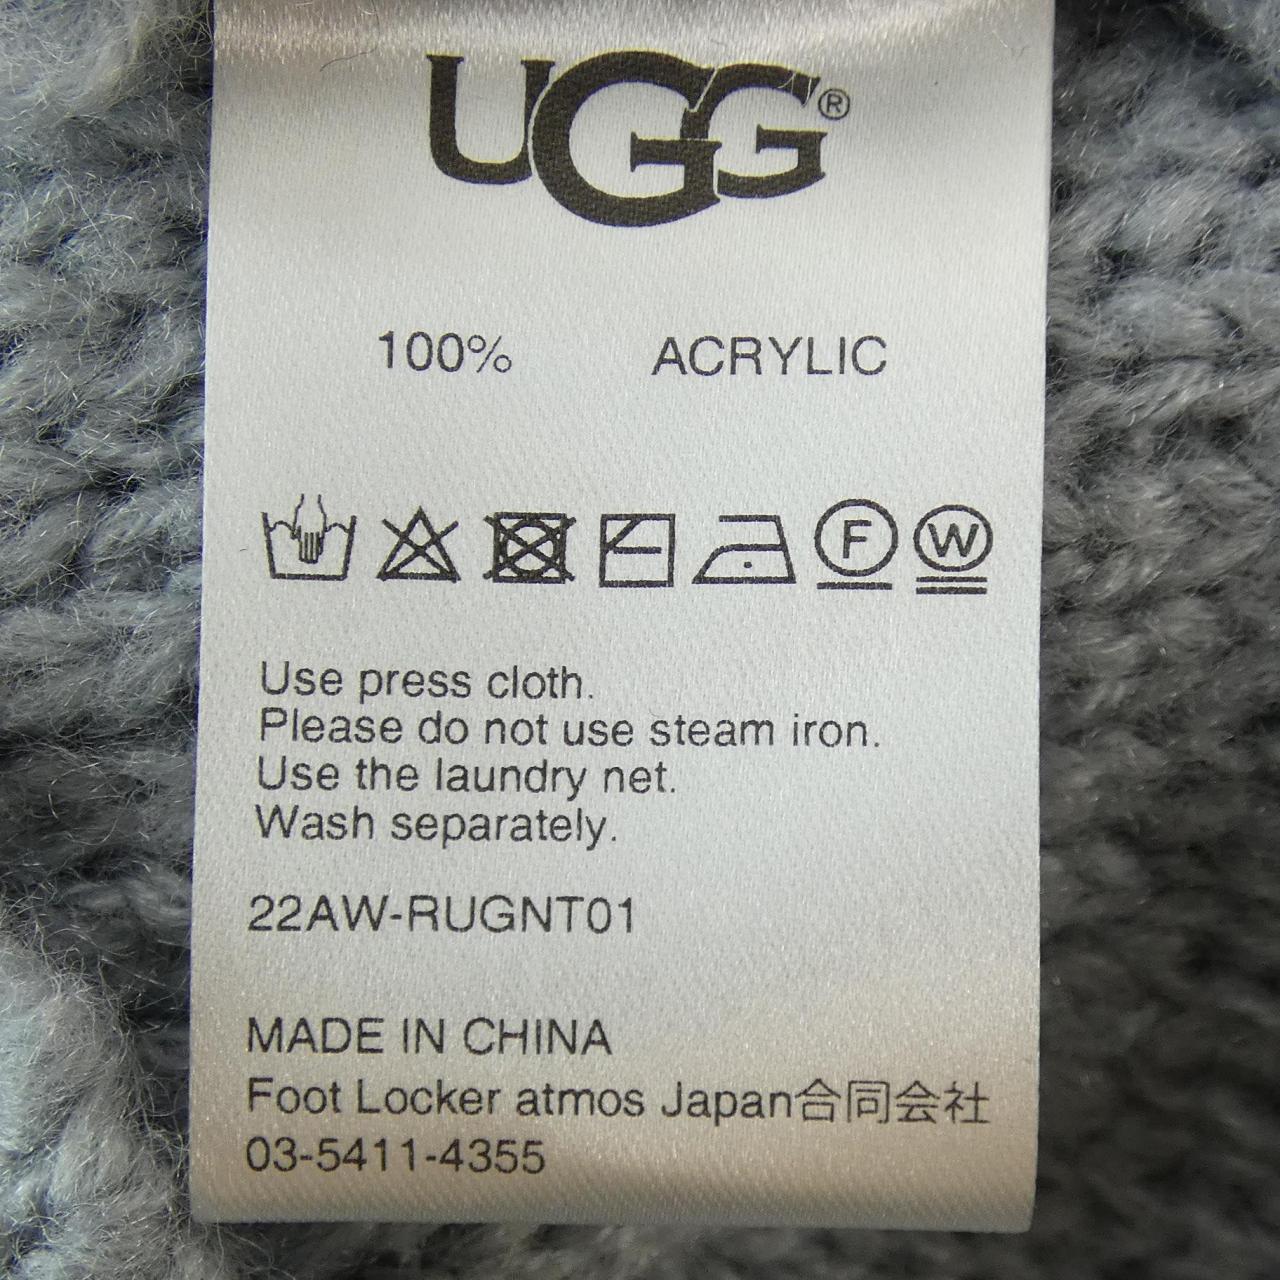 UGG®
100% ACRYLIC
F W
Use press cloth.
Please do not use steam iron.
Use the laundry net.
Wash separately.
22AW-RUGNT01
MADE IN CHINA
Foot Locker atmos Japan合同会社
03-5411-4355